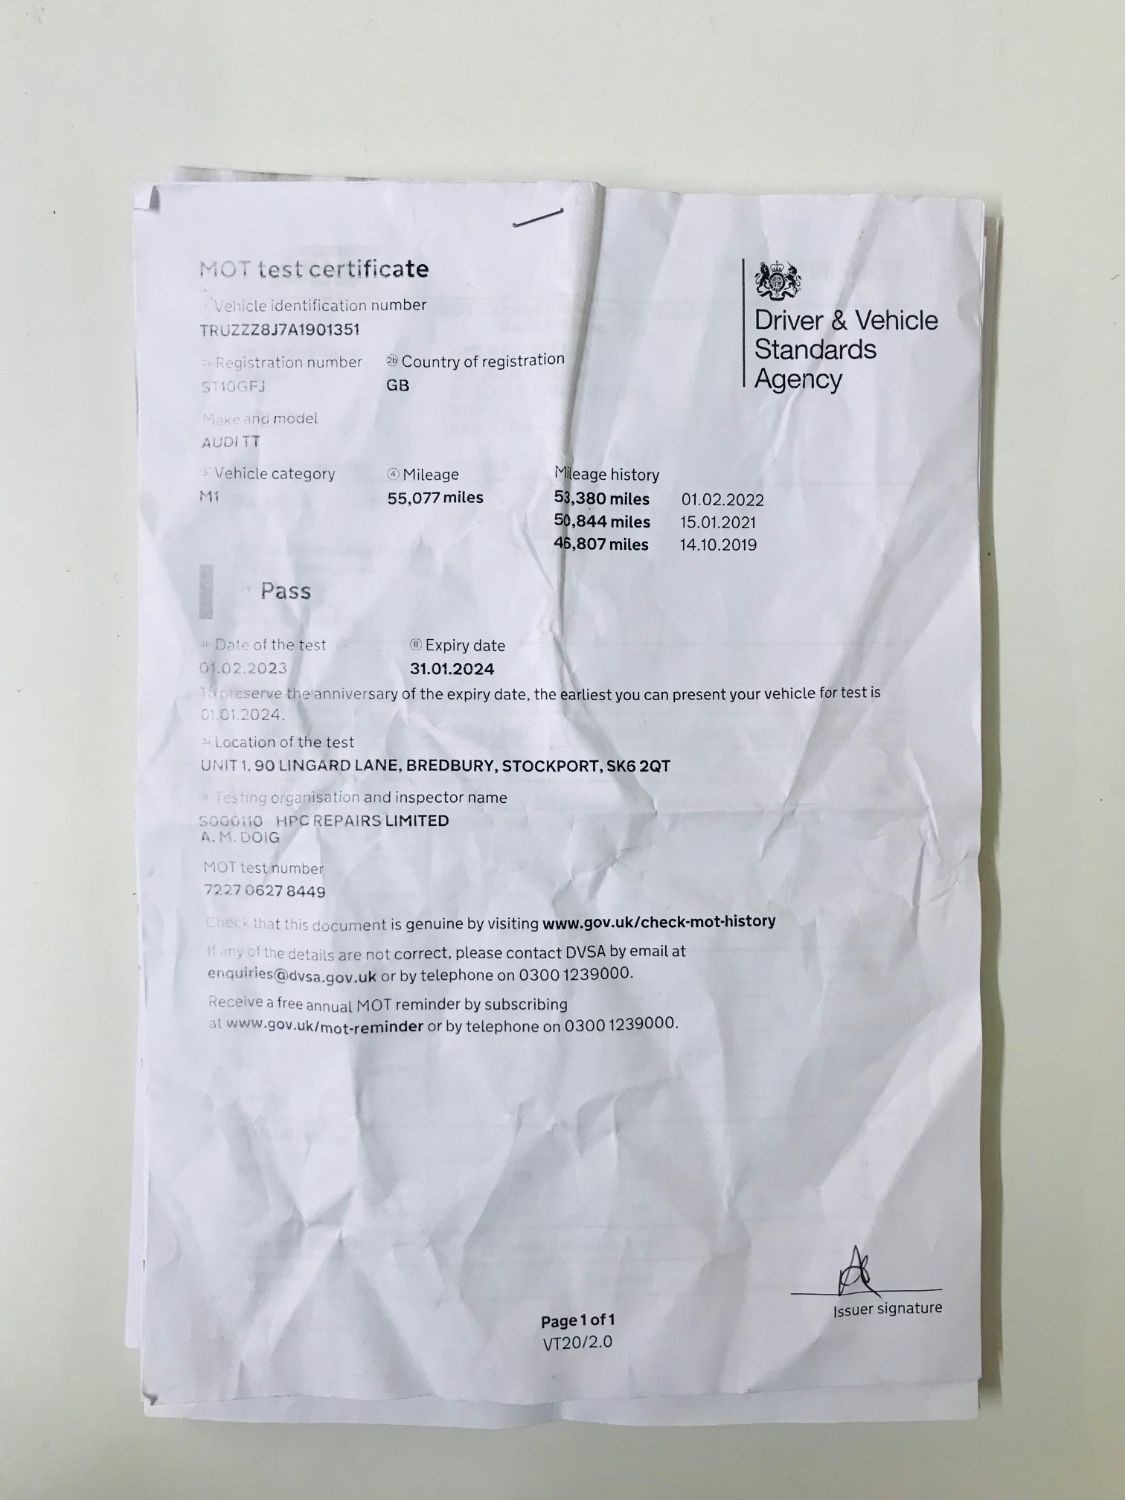 MOT test certificate
Driver & Vehicle
Standards
Agency
Vehicle identification number
TRUZZZ8J7A1901351
Registration number
2b Country of registration
ST10GFJ
GB
Make and model
AUDI TT
5 Vehicle category
4 Mileage
Mileage history
M1
55,077 miles
53,380 miles 01.02.2022
50,844 miles 15.01.2021
46,807 miles 14.10.2019
Pass
Date of the test
8 Expiry date
01.02.2023
31.01.2024
To preserve the anniversary of the expiry date, the earliest you can present your vehicle for test is
01.01.2024.
Location of the test
UNIT 1, 90 LINGARD LANE, BREDBURY, STOCKPORT, SK6 2QT
Testing organisation and inspector name
S000110 HPC REPAIRS LIMITED
A. M. DOIG
MOT test number
7227 0627 8449
Check that this document is genuine by visiting www.gov.uk/check-mot-history
If any of the details are not correct, please contact DVSA by email at
enquiries@dvsa.gov.uk or by telephone on 0300 1239000.
Receive a free annual MOT reminder by subscribing
at www.gov.uk/mot-reminder or by telephone on 0300 1239000.
Issuer signature
Page 1 of 1
VT20/2.0